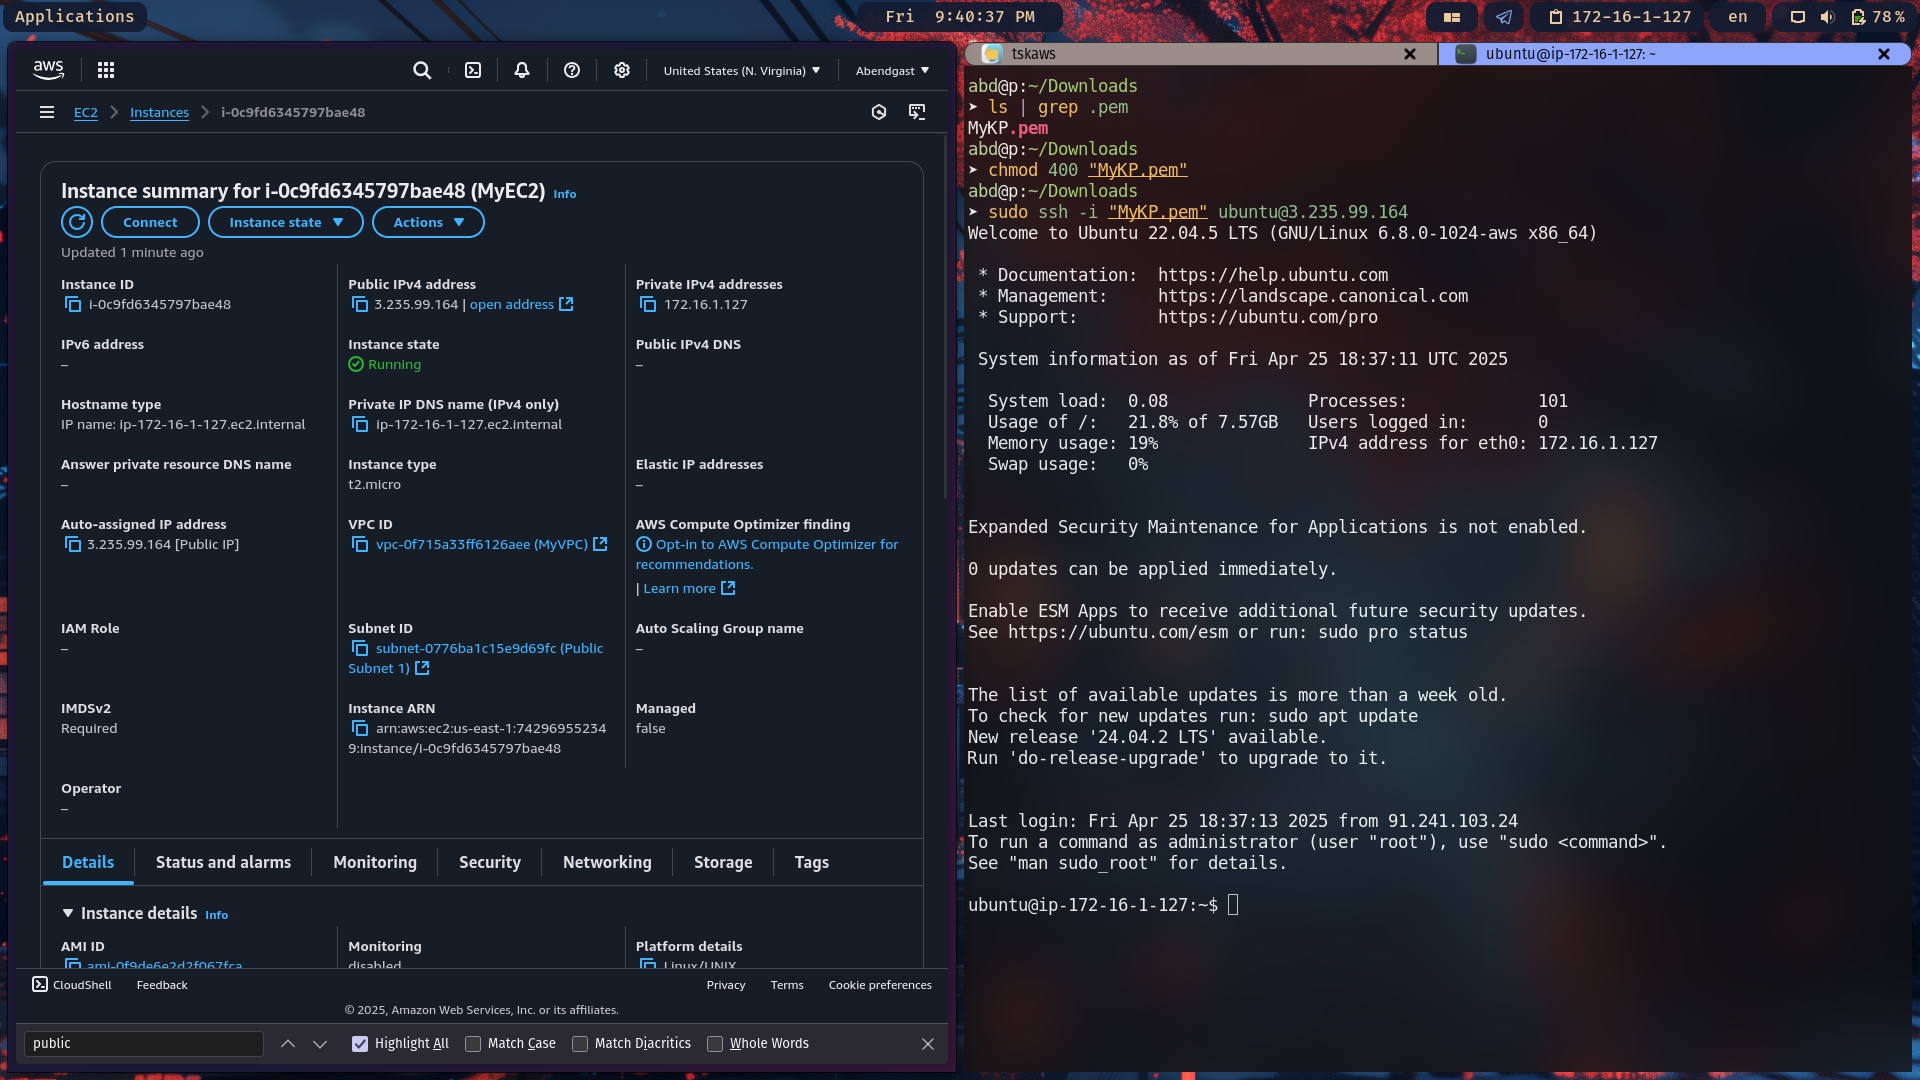 Applications
Fri 9:40:37 PM
172-16-1-127
en
78%
aws
United States (N. Virginia)
Abendgast
EC2
Instances
i-0c9fd6345797bae48
Instance summary for i-0c9fd6345797bae48 (MyEC2) Info
Connect
Instance state
Actions
Updated 1 minute ago
Instance ID
i-0c9fd6345797bae48
Public IPv4 address
3.235.99.164 | open address
Private IPv4 addresses
172.16.1.127
IPv6 address
–
Instance state
Running
Public IPv4 DNS
–
Hostname type
IP name: ip-172-16-1-127.ec2.internal
Private IP DNS name (IPv4 only)
ip-172-16-1-127.ec2.internal
Answer private resource DNS name
–
Instance type
t2.micro
Elastic IP addresses
–
Auto-assigned IP address
3.235.99.164 [Public IP]
VPC ID
vpc-0f715a33ff6126aee (MyVPC)
AWS Compute Optimizer finding
Opt-in to AWS Compute Optimizer for
recommendations.
| Learn more
IAM Role
–
Subnet ID
subnet-0776ba1c15e9d69fc (Public
Subnet 1)
Auto Scaling Group name
–
IMDSv2
Required
Instance ARN
arn:aws:ec2:us-east-1:74296955234
9:instance/i-0c9fd6345797bae48
Managed
false
Operator
–
Details
Status and alarms
Monitoring
Security
Networking
Storage
Tags
Instance details Info
AMI ID
ami-0f9de6e2d2f067fca
Monitoring
disabled
Platform details
Linux/UNIX
CloudShell
Feedback
Privacy
Terms
Cookie preferences
© 2025, Amazon Web Services, Inc. or its affiliates.
public
Highlight All
Match Case
Match Diacritics
Whole Words
tskaws
ubuntu@ip-172-16-1-127: ~
abd@p:~/Downloads
➤ ls | grep .pem
MyKP.pem
abd@p:~/Downloads
➤ chmod 400 "MyKP.pem"
abd@p:~/Downloads
➤ sudo ssh -i "MyKP.pem" ubuntu@3.235.99.164
Welcome to Ubuntu 22.04.5 LTS (GNU/Linux 6.8.0-1024-aws x86_64)
* Documentation: https://help.ubuntu.com
* Management: https://landscape.canonical.com
* Support: https://ubuntu.com/pro
System information as of Fri Apr 25 18:37:11 UTC 2025
System load: 0.08 Processes: 101
Usage of /: 21.8% of 7.57GB Users logged in: 0
Memory usage: 19% IPv4 address for eth0: 172.16.1.127
Swap usage: 0%
Expanded Security Maintenance for Applications is not enabled.
0 updates can be applied immediately.
Enable ESM Apps to receive additional future security updates.
See https://ubuntu.com/esm or run: sudo pro status
The list of available updates is more than a week old.
To check for new updates run: sudo apt update
New release '24.04.2 LTS' available.
Run 'do-release-upgrade' to upgrade to it.
Last login: Fri Apr 25 18:37:13 2025 from 91.241.103.24
To run a command as administrator (user "root"), use "sudo <command>".
See "man sudo_root" for details.
ubuntu@ip-172-16-1-127:~$